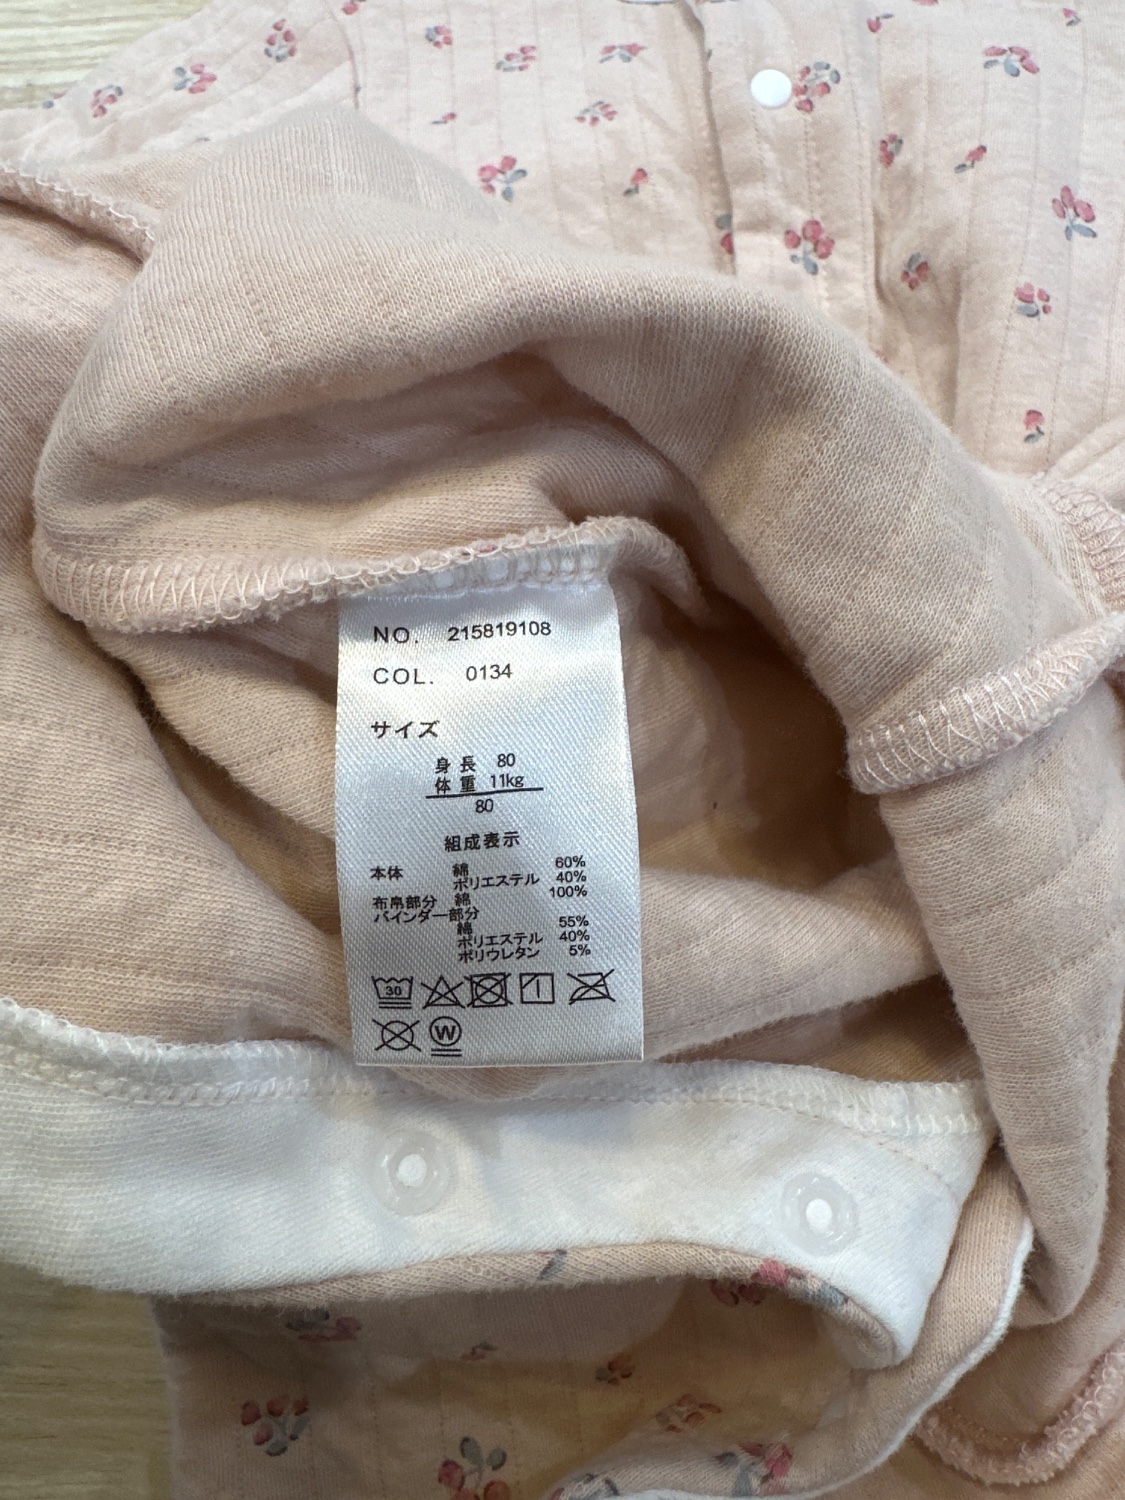 NO. 215819108
COL. 0134
サイズ
身長 80
体重 11kg
80
組成表示
本体 綿 60%
ポリエステル 40%
布帛部分 綿 100%
バインダー部分
綿 55%
ポリエステル 40%
ポリウレタン 5%
30
W